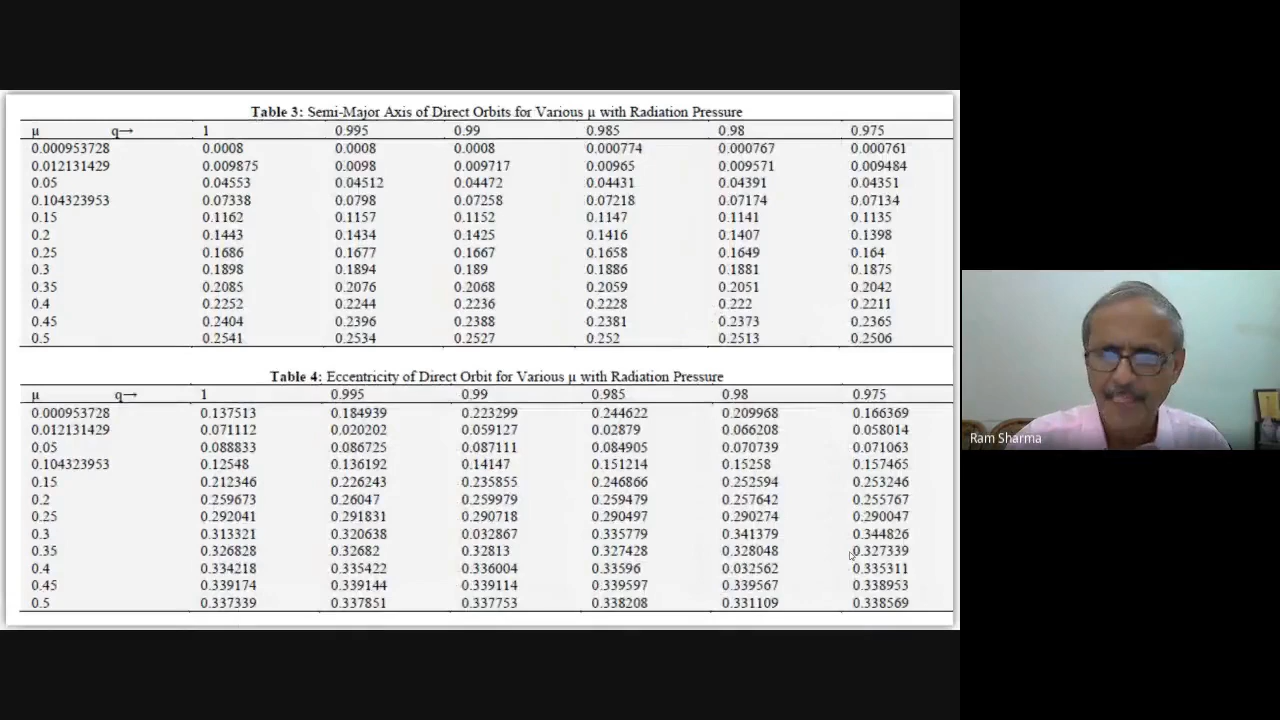 Table 3: Semi-Major Axis of Direct Orbits for Various μ with Radiation Pressure
μ q→ 1 0.995 0.99 0.985 0.98 0.975
0.000953728 0.0008 0.0008 0.0008 0.000774 0.000767 0.000761
0.012131429 0.009875 0.0098 0.009717 0.00965 0.009571 0.009484
0.05 0.04553 0.04512 0.04472 0.04431 0.04391 0.04351
0.104323953 0.07338 0.0798 0.07258 0.07218 0.07174 0.07134
0.15 0.1162 0.1157 0.1152 0.1147 0.1141 0.1135
0.2 0.1443 0.1434 0.1425 0.1416 0.1407 0.1398
0.25 0.1686 0.1677 0.1667 0.1658 0.1649 0.164
0.3 0.1898 0.1894 0.189 0.1886 0.1881 0.1875
0.35 0.2085 0.2076 0.2068 0.2059 0.2051 0.2042
0.4 0.2252 0.2244 0.2236 0.2228 0.222 0.2211
0.45 0.2404 0.2396 0.2388 0.2381 0.2373 0.2365
0.5 0.2541 0.2534 0.2527 0.252 0.2513 0.2506
Table 4: Eccentricity of Direct Orbit for Various μ with Radiation Pressure
μ q→ 1 0.995 0.99 0.985 0.98 0.975
0.000953728 0.137513 0.184939 0.223299 0.244622 0.209968 0.166369
0.012131429 0.071112 0.020202 0.059127 0.02879 0.066208 0.058014
0.05 0.088833 0.086725 0.087111 0.084905 0.070739 0.071063
0.104323953 0.12548 0.136192 0.14147 0.151214 0.15258 0.157465
0.15 0.212346 0.226243 0.235855 0.246866 0.252594 0.253246
0.2 0.259673 0.26047 0.259979 0.259479 0.257642 0.255767
0.25 0.292041 0.291831 0.290718 0.290497 0.290274 0.290047
0.3 0.313321 0.320638 0.032867 0.335779 0.341379 0.344826
0.35 0.326828 0.32682 0.32813 0.327428 0.328048 0.327339
0.4 0.334218 0.335422 0.336004 0.33596 0.032562 0.335311
0.45 0.339174 0.339144 0.339114 0.339597 0.339567 0.338953
0.5 0.337339 0.337851 0.337753 0.338208 0.331109 0.338569
Ram Sharma